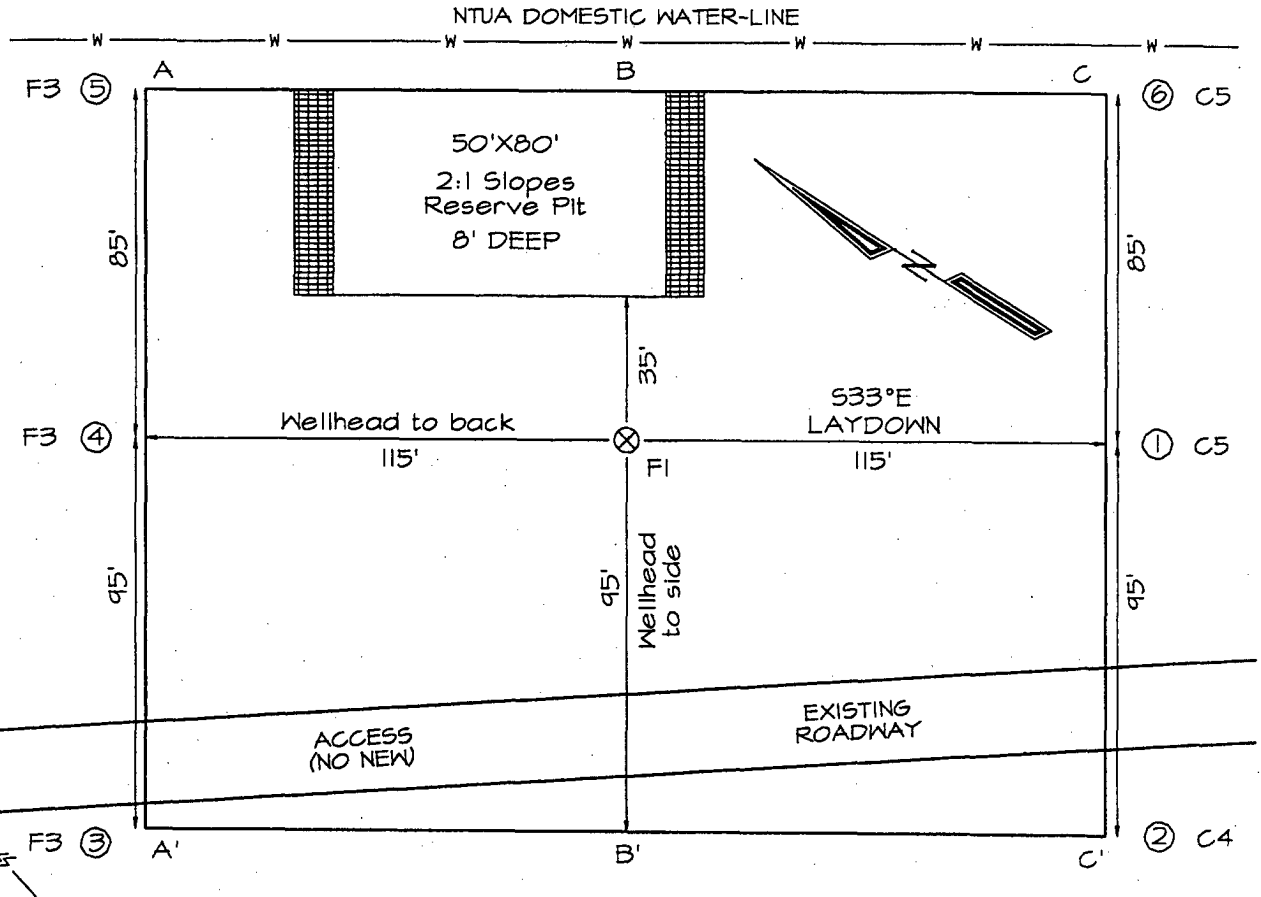 NTUA DOMESTIC WATER-LINE
W W W W W W W
A B C
F3 5
6 C5
50'X80'
2:1 Slopes
Reserve Pit
8' DEEP
N
85'
85'
35'
S33°E
LAYDOWN
Wellhead to back
F3 4
1 C5
115'
F1
115'
95'
95'
Wellhead
to side
95'
EXISTING
ROADWAY
ACCESS
(NO NEW)
F3 3
A' B' C'
2 C4